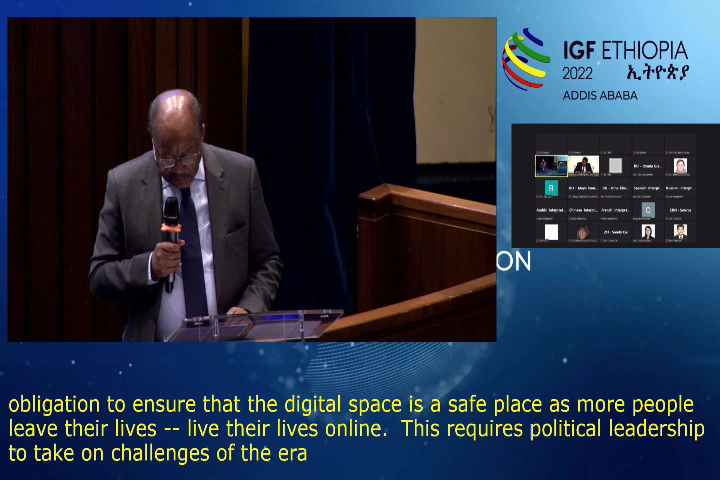 IGF ETHIOPIA
2022 ኢትዮጵያ
ADDIS ABABA
R
C
ON
obligation to ensure that the digital space is a safe place as more people
leave their lives -- live their lives online.  This requires political leadership
to take on challenges of the era